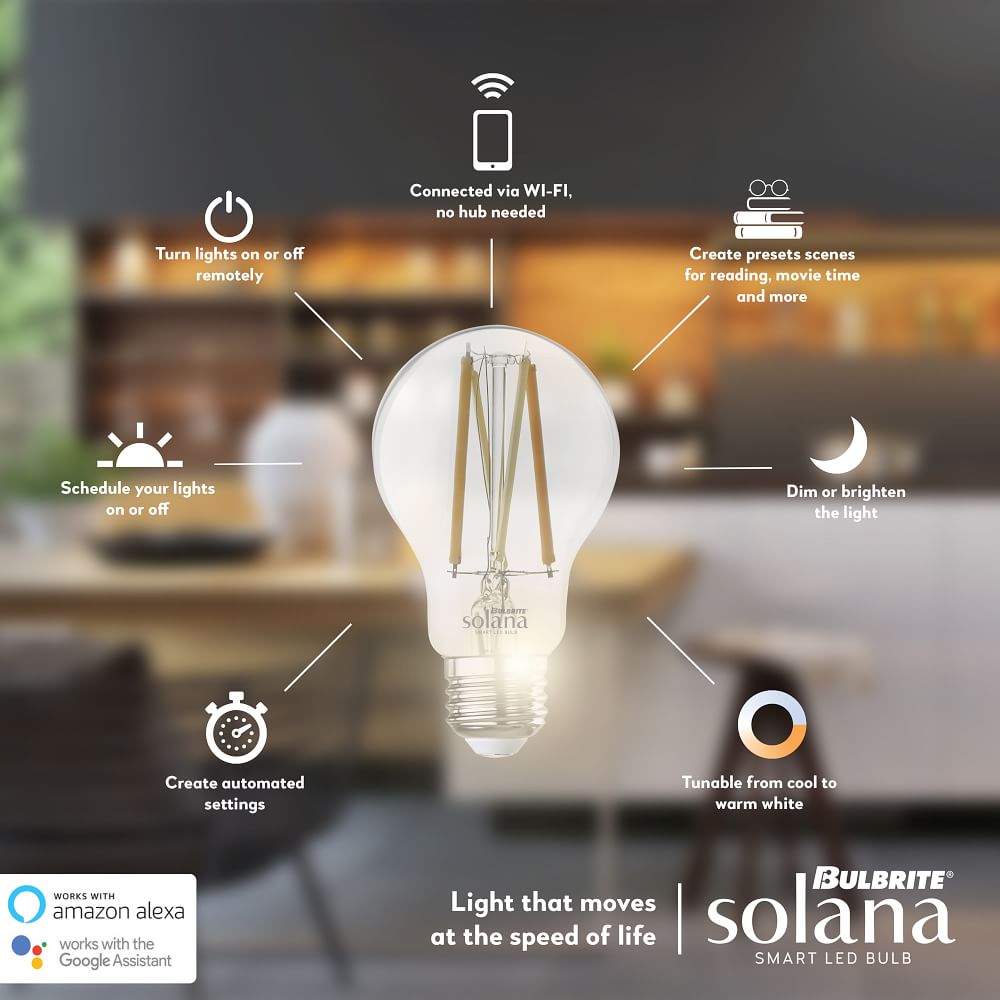 Connected via WI-FI,
no hub needed
Turn lights on or off
remotely
Create presets scenes
for reading, movie time
and more
Schedule your lights
on or off
Dim or brighten
the light
BULBRITE
solana
SMART LED BULB
Create automated
settings
Tunable from cool to
warm white
WORKS WITH
amazon alexa
works with the
Google Assistant
Light that moves
at the speed of life
BULBRITE®
solana
SMART LED BULB